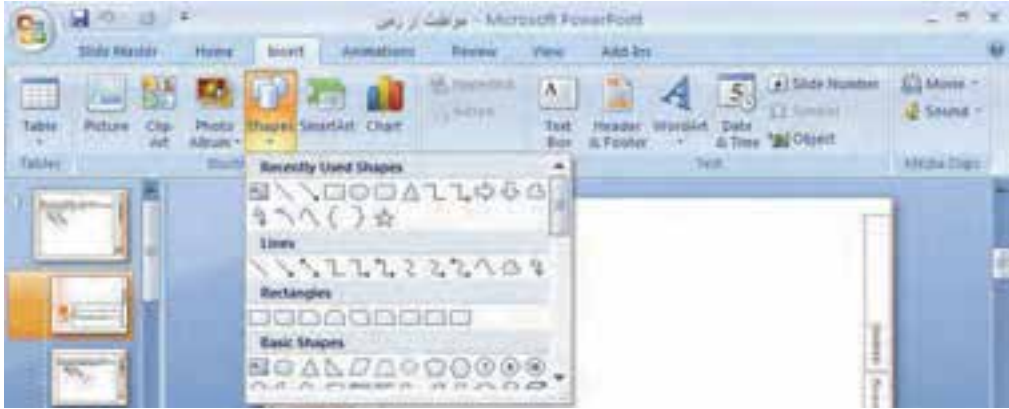 مراقبت از زمین - Microsoft PowerPoint
Slide Master Home Insert Animations Review View Add-Ins
Table Picture Clip Art Photo Album Shapes SmartArt Chart Hyperlink Action Text Box Header & Footer WordArt Date & Time Slide Number Symbol Object Movie Sound
Tables Text Media Clips
Recently Used Shapes
Lines
Rectangles
Basic Shapes